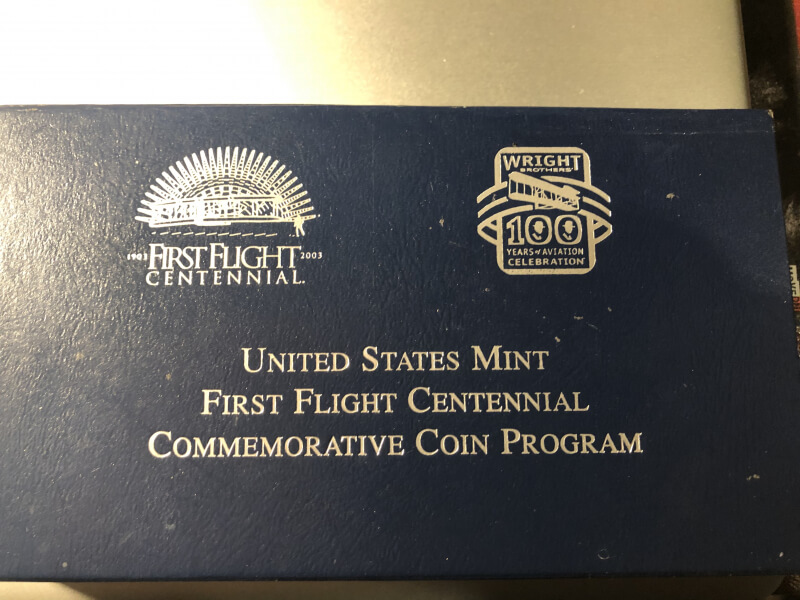 1903 FIRST FLIGHT 2003
CENTENNIAL.
WRIGHT
BROTHERS'
100
YEARS of AVIATION
CELEBRATION
UNITED STATES MINT
FIRST FLIGHT CENTENNIAL
COMMEMORATIVE COIN PROGRAM